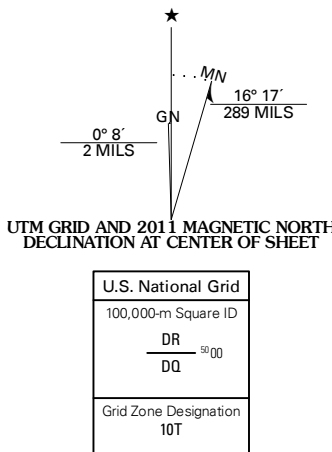 ★
MN
GN
16° 17´
289 MILS
0° 8´
2 MILS
UTM GRID AND 2011 MAGNETIC NORTH
DECLINATION AT CENTER OF SHEET
U.S. National Grid
100,000-m Square ID
DR
5000
DQ
Grid Zone Designation
10T